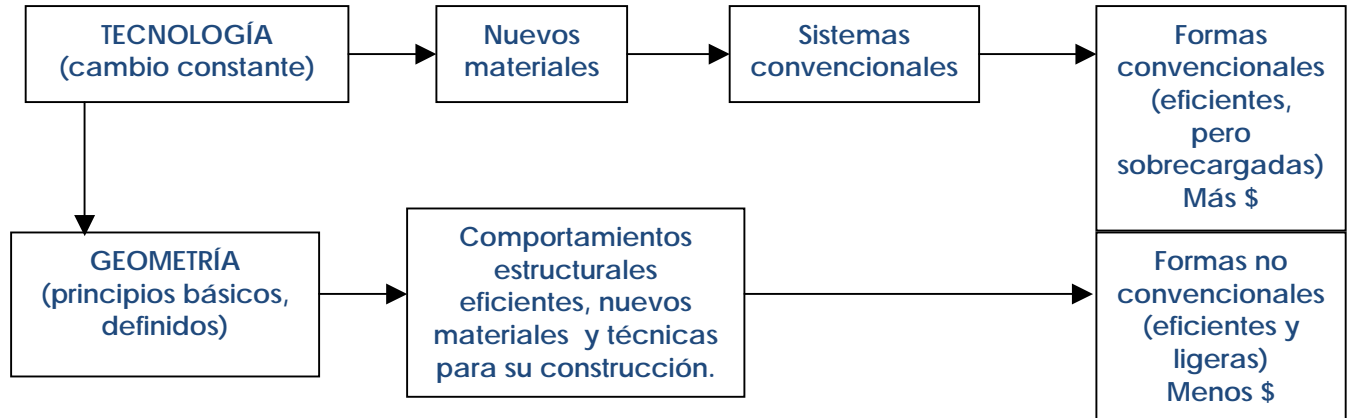 TECNOLOGÍA
(cambio constante)
Nuevos
materiales
Sistemas
convencionales
Formas
convencionales
(eficientes,
pero
sobrecargadas)
Más $
GEOMETRÍA
(principios básicos,
definidos)
Comportamientos
estructurales
eficientes, nuevos
materiales y técnicas
para su construcción.
Formas no
convencionales
(eficientes y
ligeras)
Menos $